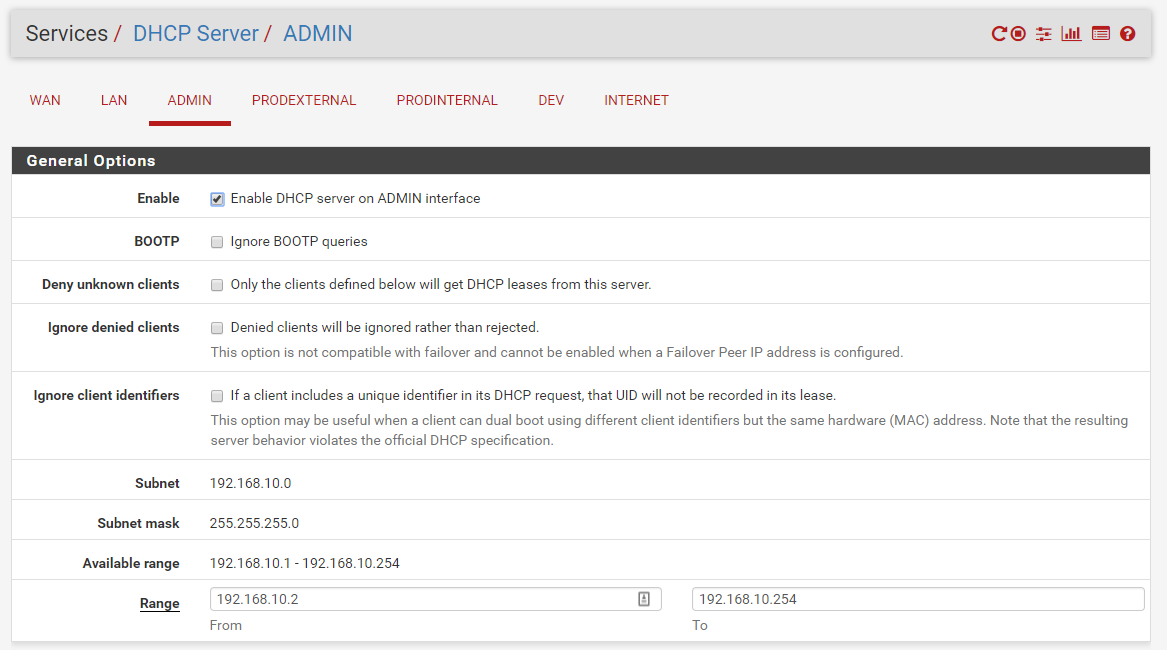 Services / DHCP Server / ADMIN
WAN LAN ADMIN PRODEXTERNAL PRODINTERNAL DEV INTERNET
General Options
Enable Enable DHCP server on ADMIN interface
BOOTP Ignore BOOTP queries
Deny unknown clients Only the clients defined below will get DHCP leases from this server.
Ignore denied clients Denied clients will be ignored rather than rejected.
This option is not compatible with failover and cannot be enabled when a Failover Peer IP address is configured.
Ignore client identifiers If a client includes a unique identifier in its DHCP request, that UID will not be recorded in its lease.
This option may be useful when a client can dual boot using different client identifiers but the same hardware (MAC) address. Note that the resulting
server behavior violates the official DHCP specification.
Subnet 192.168.10.0
Subnet mask 255.255.255.0
Available range 192.168.10.1 - 192.168.10.254
Range 192.168.10.2 192.168.10.254
From To